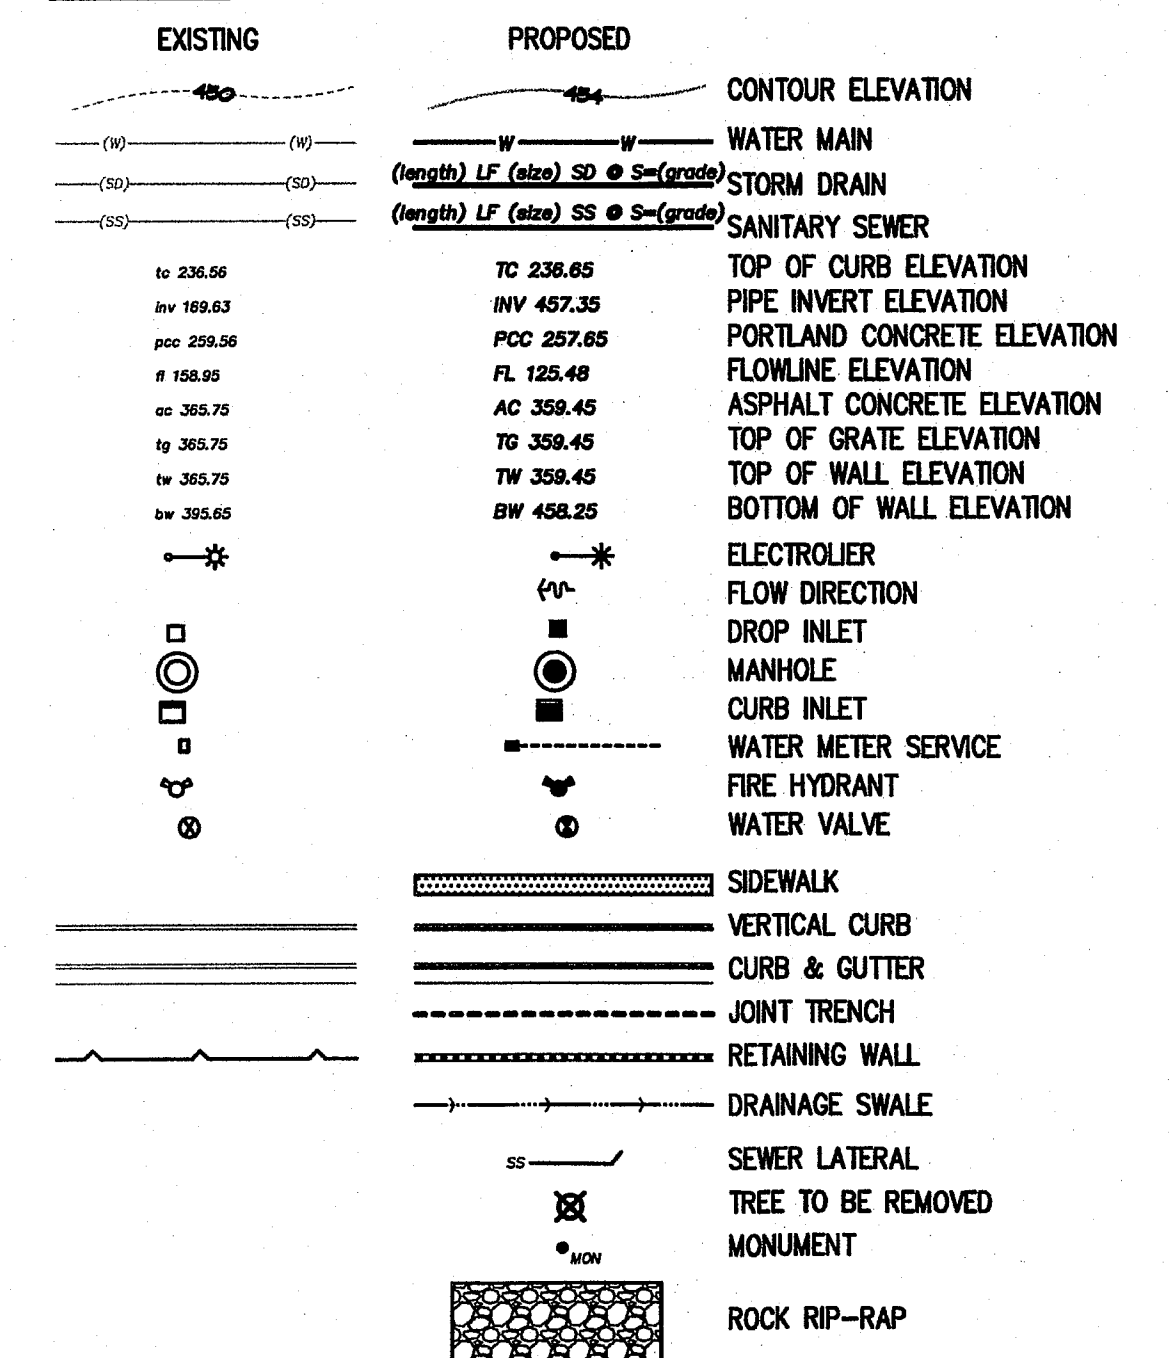 EXISTING PROPOSED
450 454 CONTOUR ELEVATION
(W) (W) W W WATER MAIN
(SD) (SD) (length) LF (size) SD @ S=(grade) STORM DRAIN
(SS) (SS) (length) LF (size) SS @ S=(grade) SANITARY SEWER
tc 236.56 TC 236.65 TOP OF CURB ELEVATION
inv 169.63 INV 457.35 PIPE INVERT ELEVATION
pcc 259.56 PCC 257.65 PORTLAND CONCRETE ELEVATION
fl 158.95 FL 125.48 FLOWLINE ELEVATION
ac 365.75 AC 359.45 ASPHALT CONCRETE ELEVATION
tg 365.75 TG 359.45 TOP OF GRATE ELEVATION
tw 365.75 TW 359.45 TOP OF WALL ELEVATION
bw 395.65 BW 458.25 BOTTOM OF WALL ELEVATION
ELECTROLIER
FLOW DIRECTION
DROP INLET
MANHOLE
CURB INLET
WATER METER SERVICE
FIRE HYDRANT
WATER VALVE
SIDEWALK
VERTICAL CURB
CURB & GUTTER
JOINT TRENCH
RETAINING WALL
DRAINAGE SWALE
SS SEWER LATERAL
TREE TO BE REMOVED
MON MONUMENT
ROCK RIP-RAP